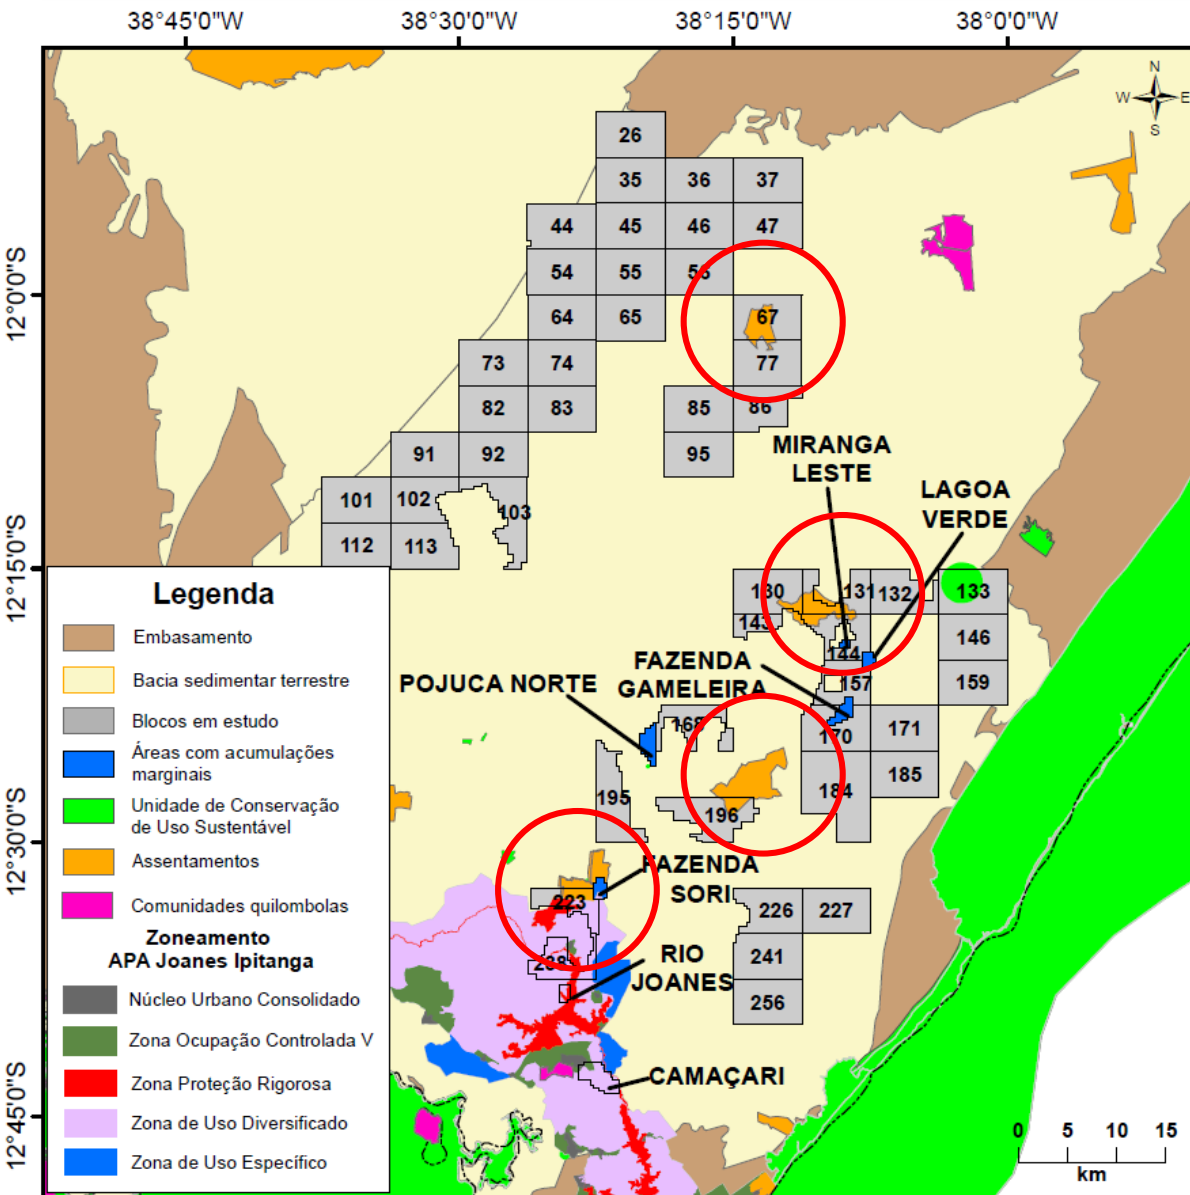 38°45'0"W 38°30'0"W 38°15'0"W 38°0'0"W
N
W E
S
26
35 36 37
44 45 46 47
54 55 56
12°0'0"S
64 65 67
73 74 77
82 83 85 86
91 92 95
MIRANGA
LESTE
LAGOA
VERDE
101 102 103
112 113
12°15'0"S
130 131 132 133
143 144 146
FAZENDA
GAMELEIRA
157 159
POJUCA NORTE
168 170 171
195 196 184 185
12°30'0"S
FAZENDA
SORI
223 226 227
238 241
RIO
JOANES
256
CAMAÇARI
12°45'0"S
0 5 10 15
km
Legenda
Embasamento
Bacia sedimentar terrestre
Blocos em estudo
Áreas com acumulações
marginais
Unidade de Conservação
de Uso Sustentável
Assentamentos
Comunidades quilombolas
Zoneamento
APA Joanes Ipitanga
Núcleo Urbano Consolidado
Zona Ocupação Controlada V
Zona Proteção Rigorosa
Zona de Uso Diversificado
Zona de Uso Específico